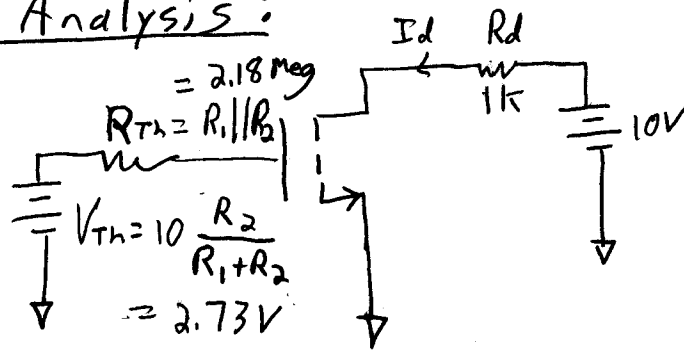 Analysis:
= 2.18 Meg
RTh = R1||R2
VTh = 10 R2/(R1+R2)
= 2.73V
Id Rd
1K
10V